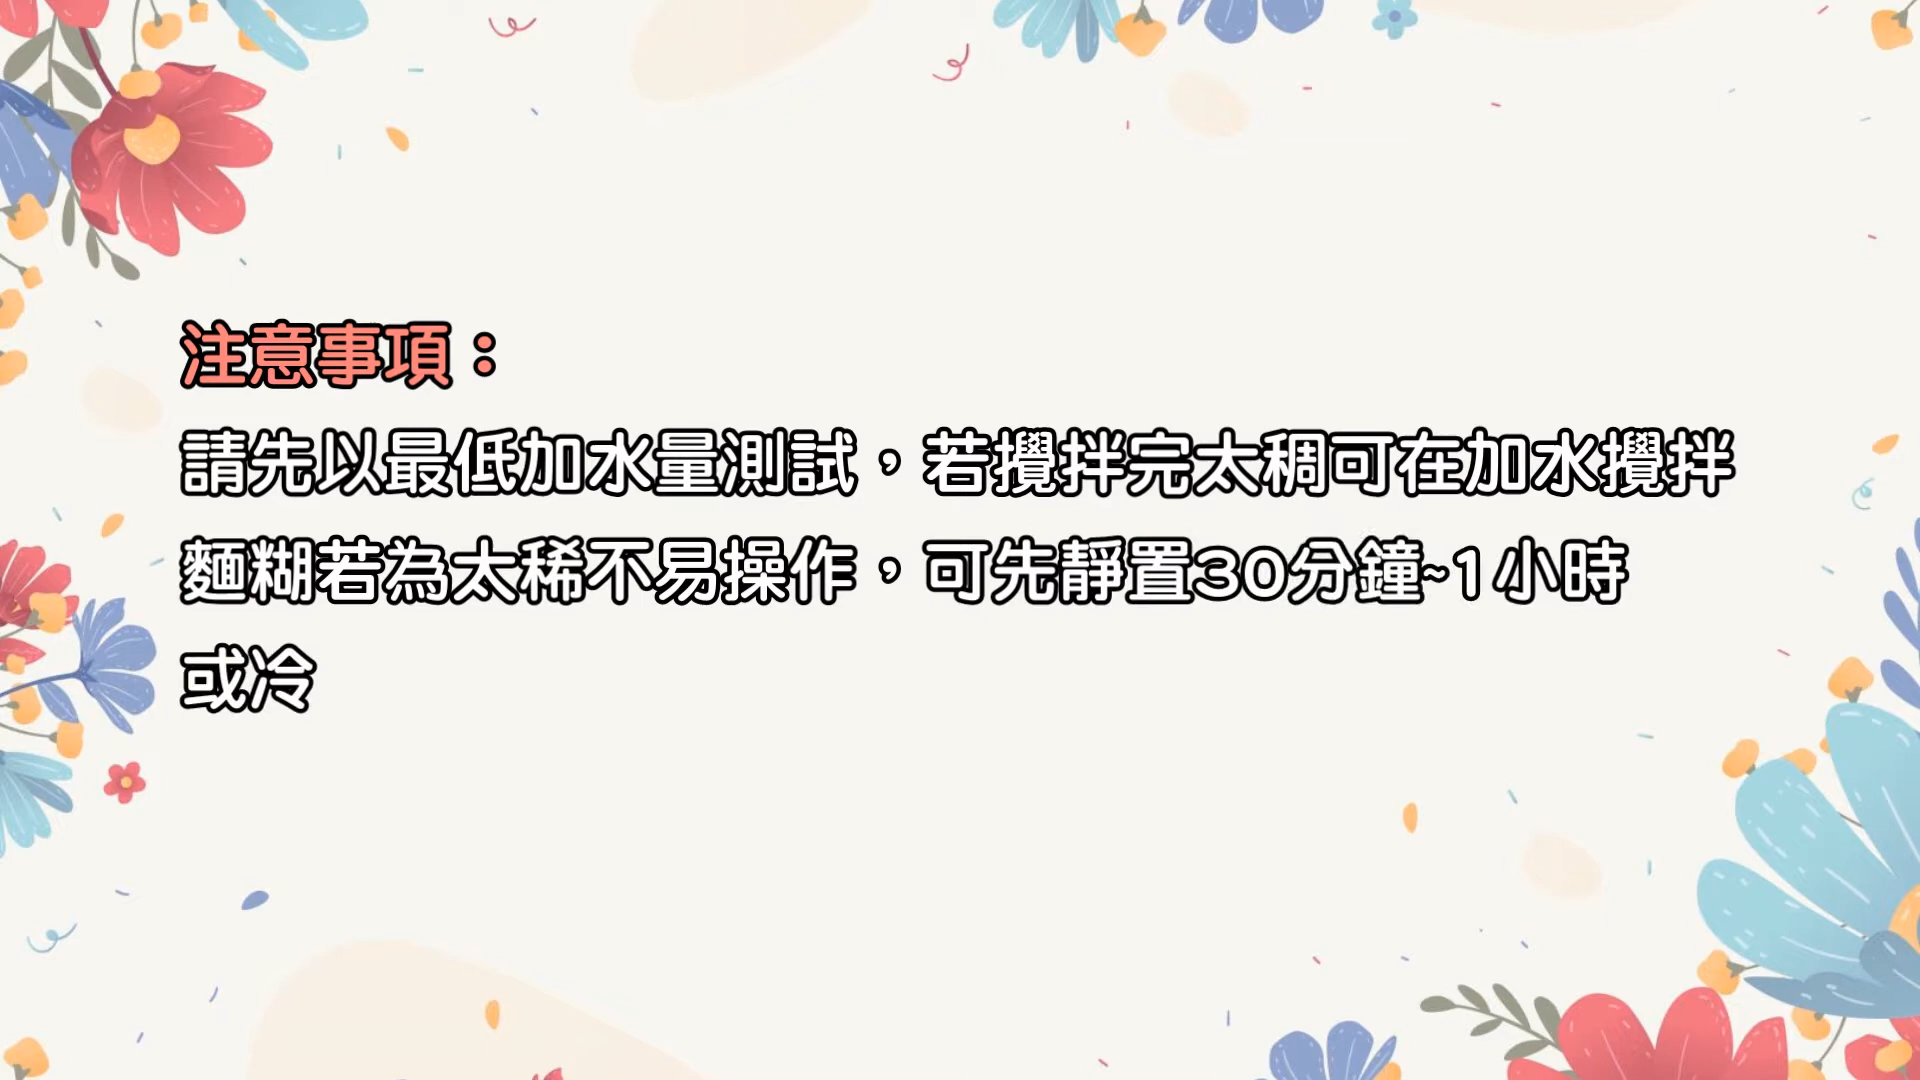 注意事項：
請先以最低加水量測試，若攪拌完太稠可在加水攪拌
麵糊若為太稀不易操作，可先靜置30分鐘~1小時
或冷